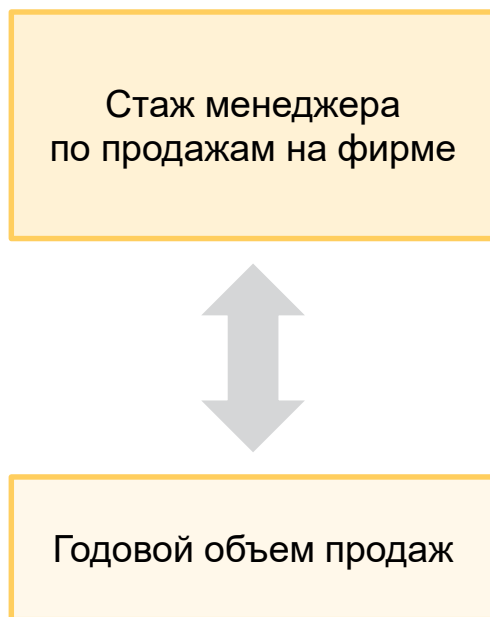 Стаж менеджера
по продажам на фирме
Годовой объем продаж